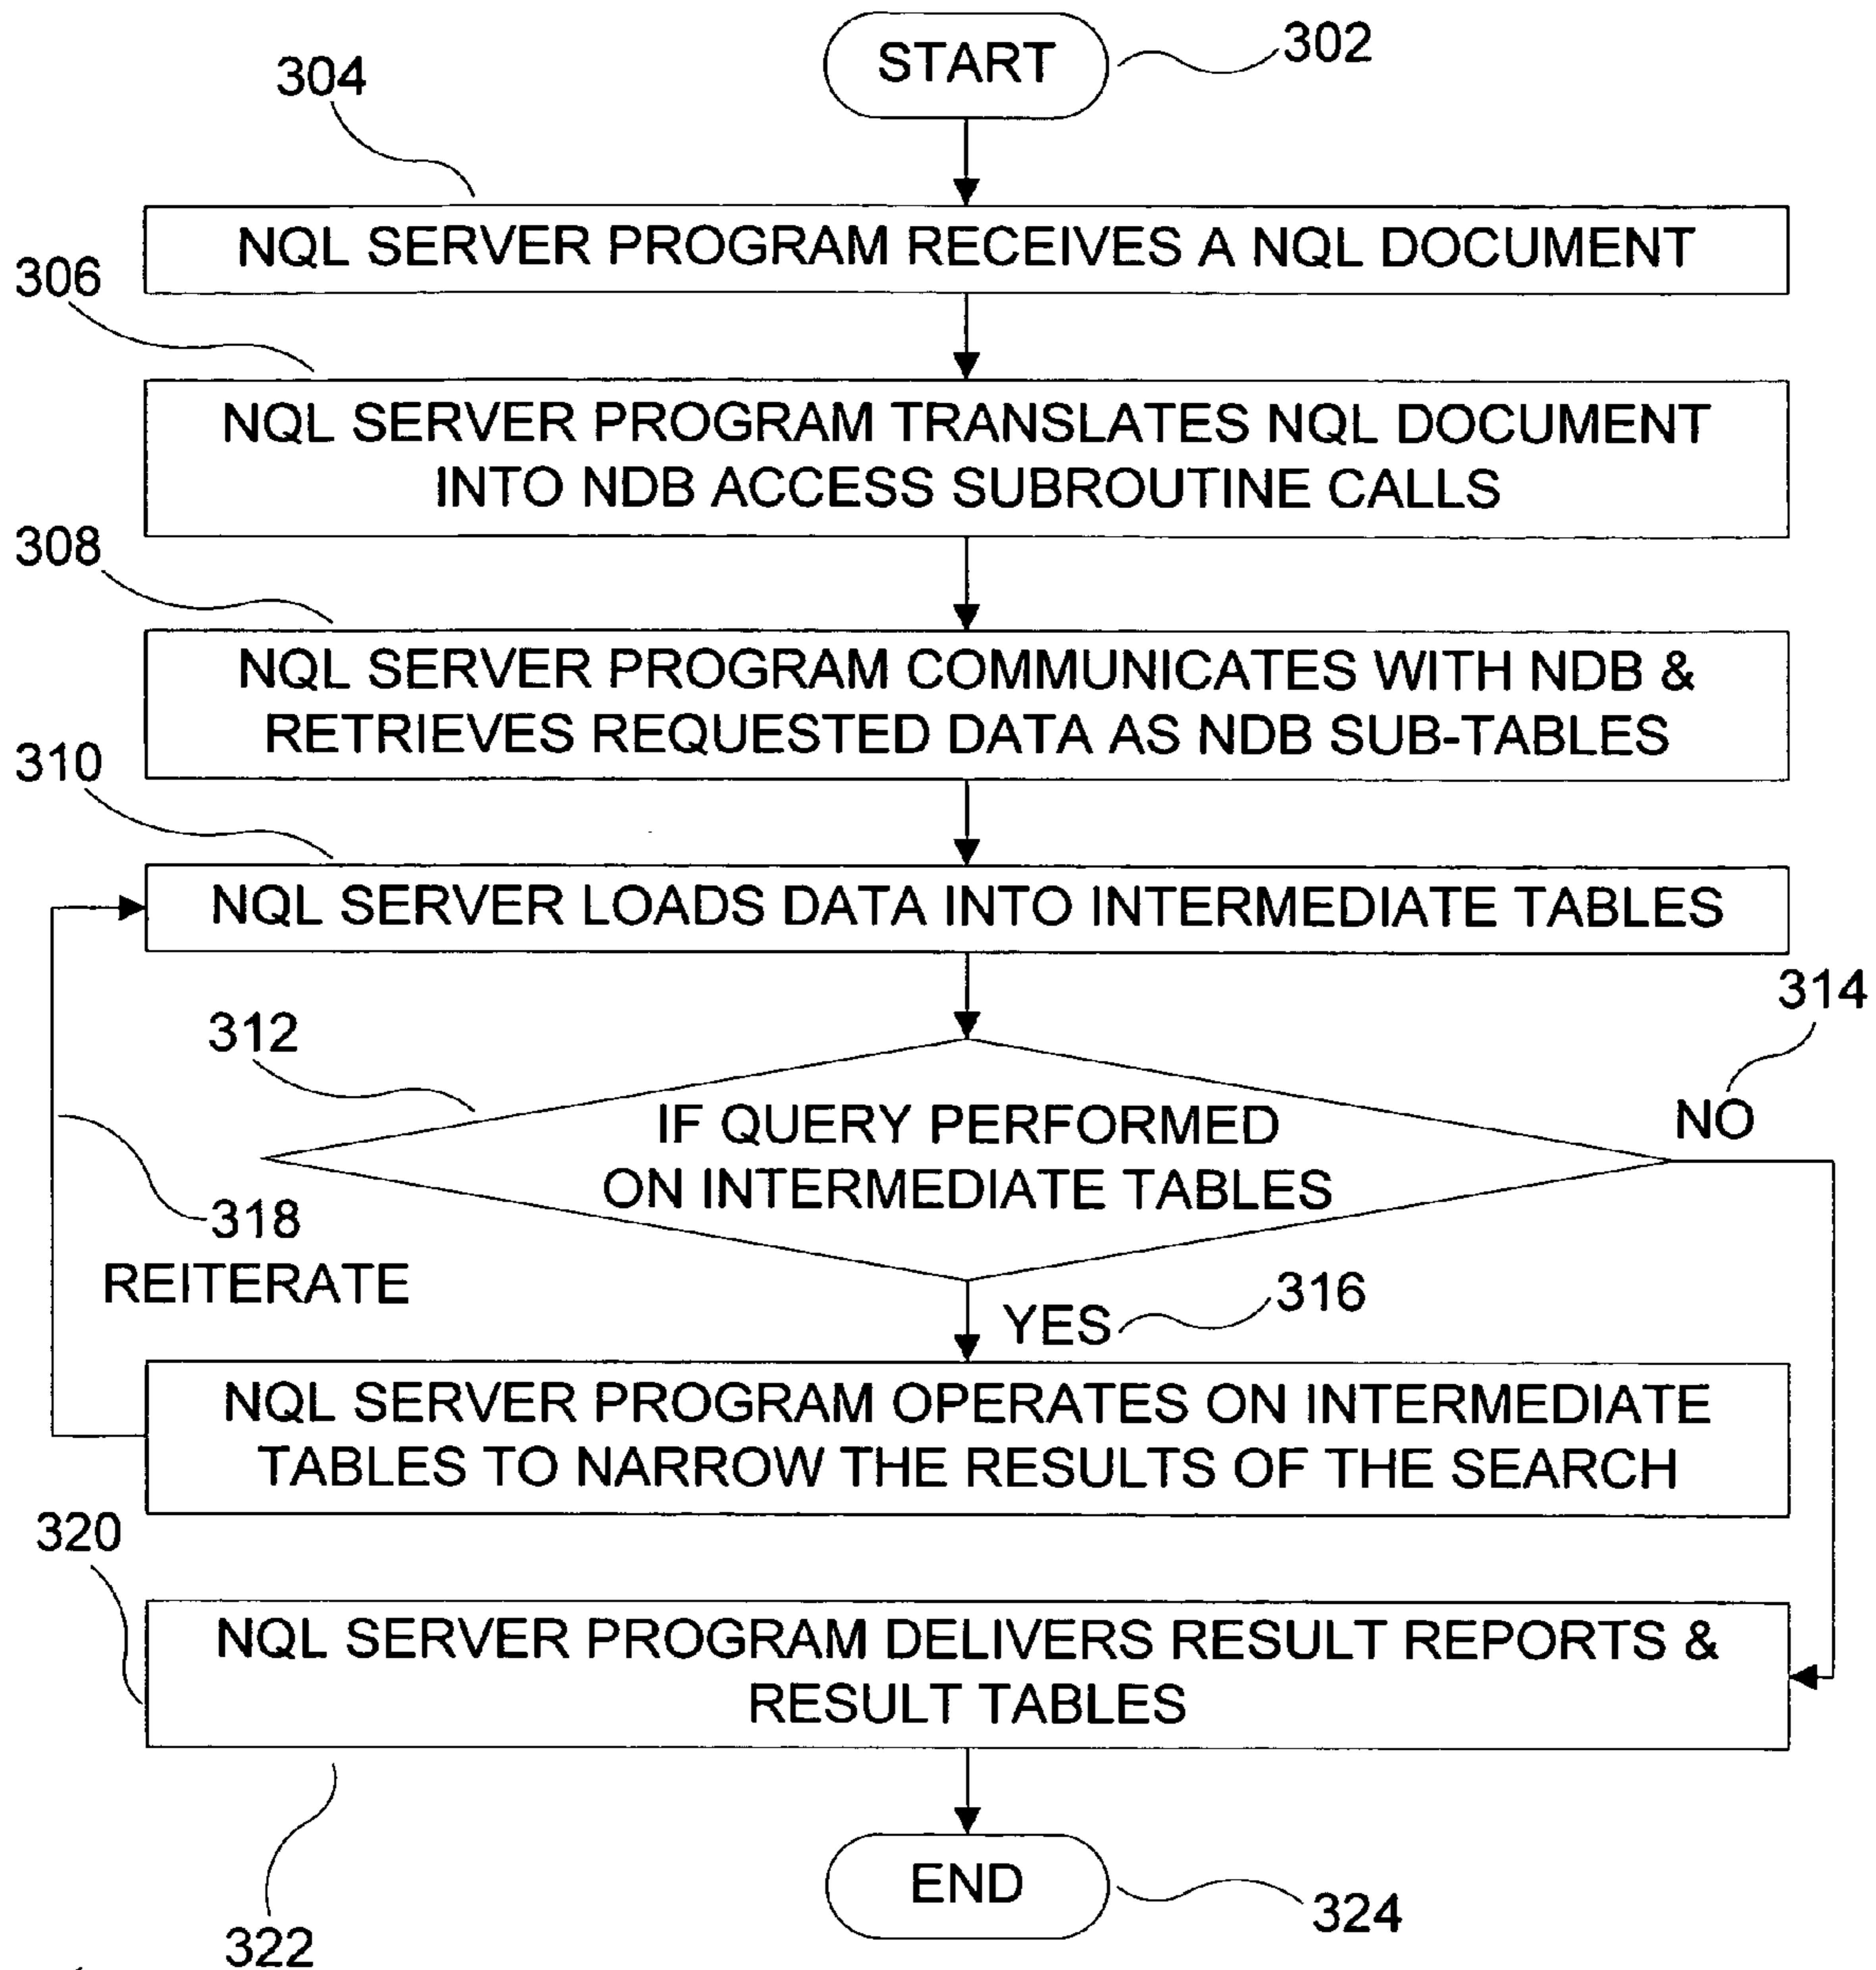 START
302
304
NQL SERVER PROGRAM RECEIVES A NQL DOCUMENT
306
NQL SERVER PROGRAM TRANSLATES NQL DOCUMENT
INTO NDB ACCESS SUBROUTINE CALLS
308
NQL SERVER PROGRAM COMMUNICATES WITH NDB &
RETRIEVES REQUESTED DATA AS NDB SUB-TABLES
310
NQL SERVER LOADS DATA INTO INTERMEDIATE TABLES
314
312
NO
IF QUERY PERFORMED
ON INTERMEDIATE TABLES
318
REITERATE
316
YES
NQL SERVER PROGRAM OPERATES ON INTERMEDIATE
TABLES TO NARROW THE RESULTS OF THE SEARCH
320
NQL SERVER PROGRAM DELIVERS RESULT REPORTS &
RESULT TABLES
END
324
322